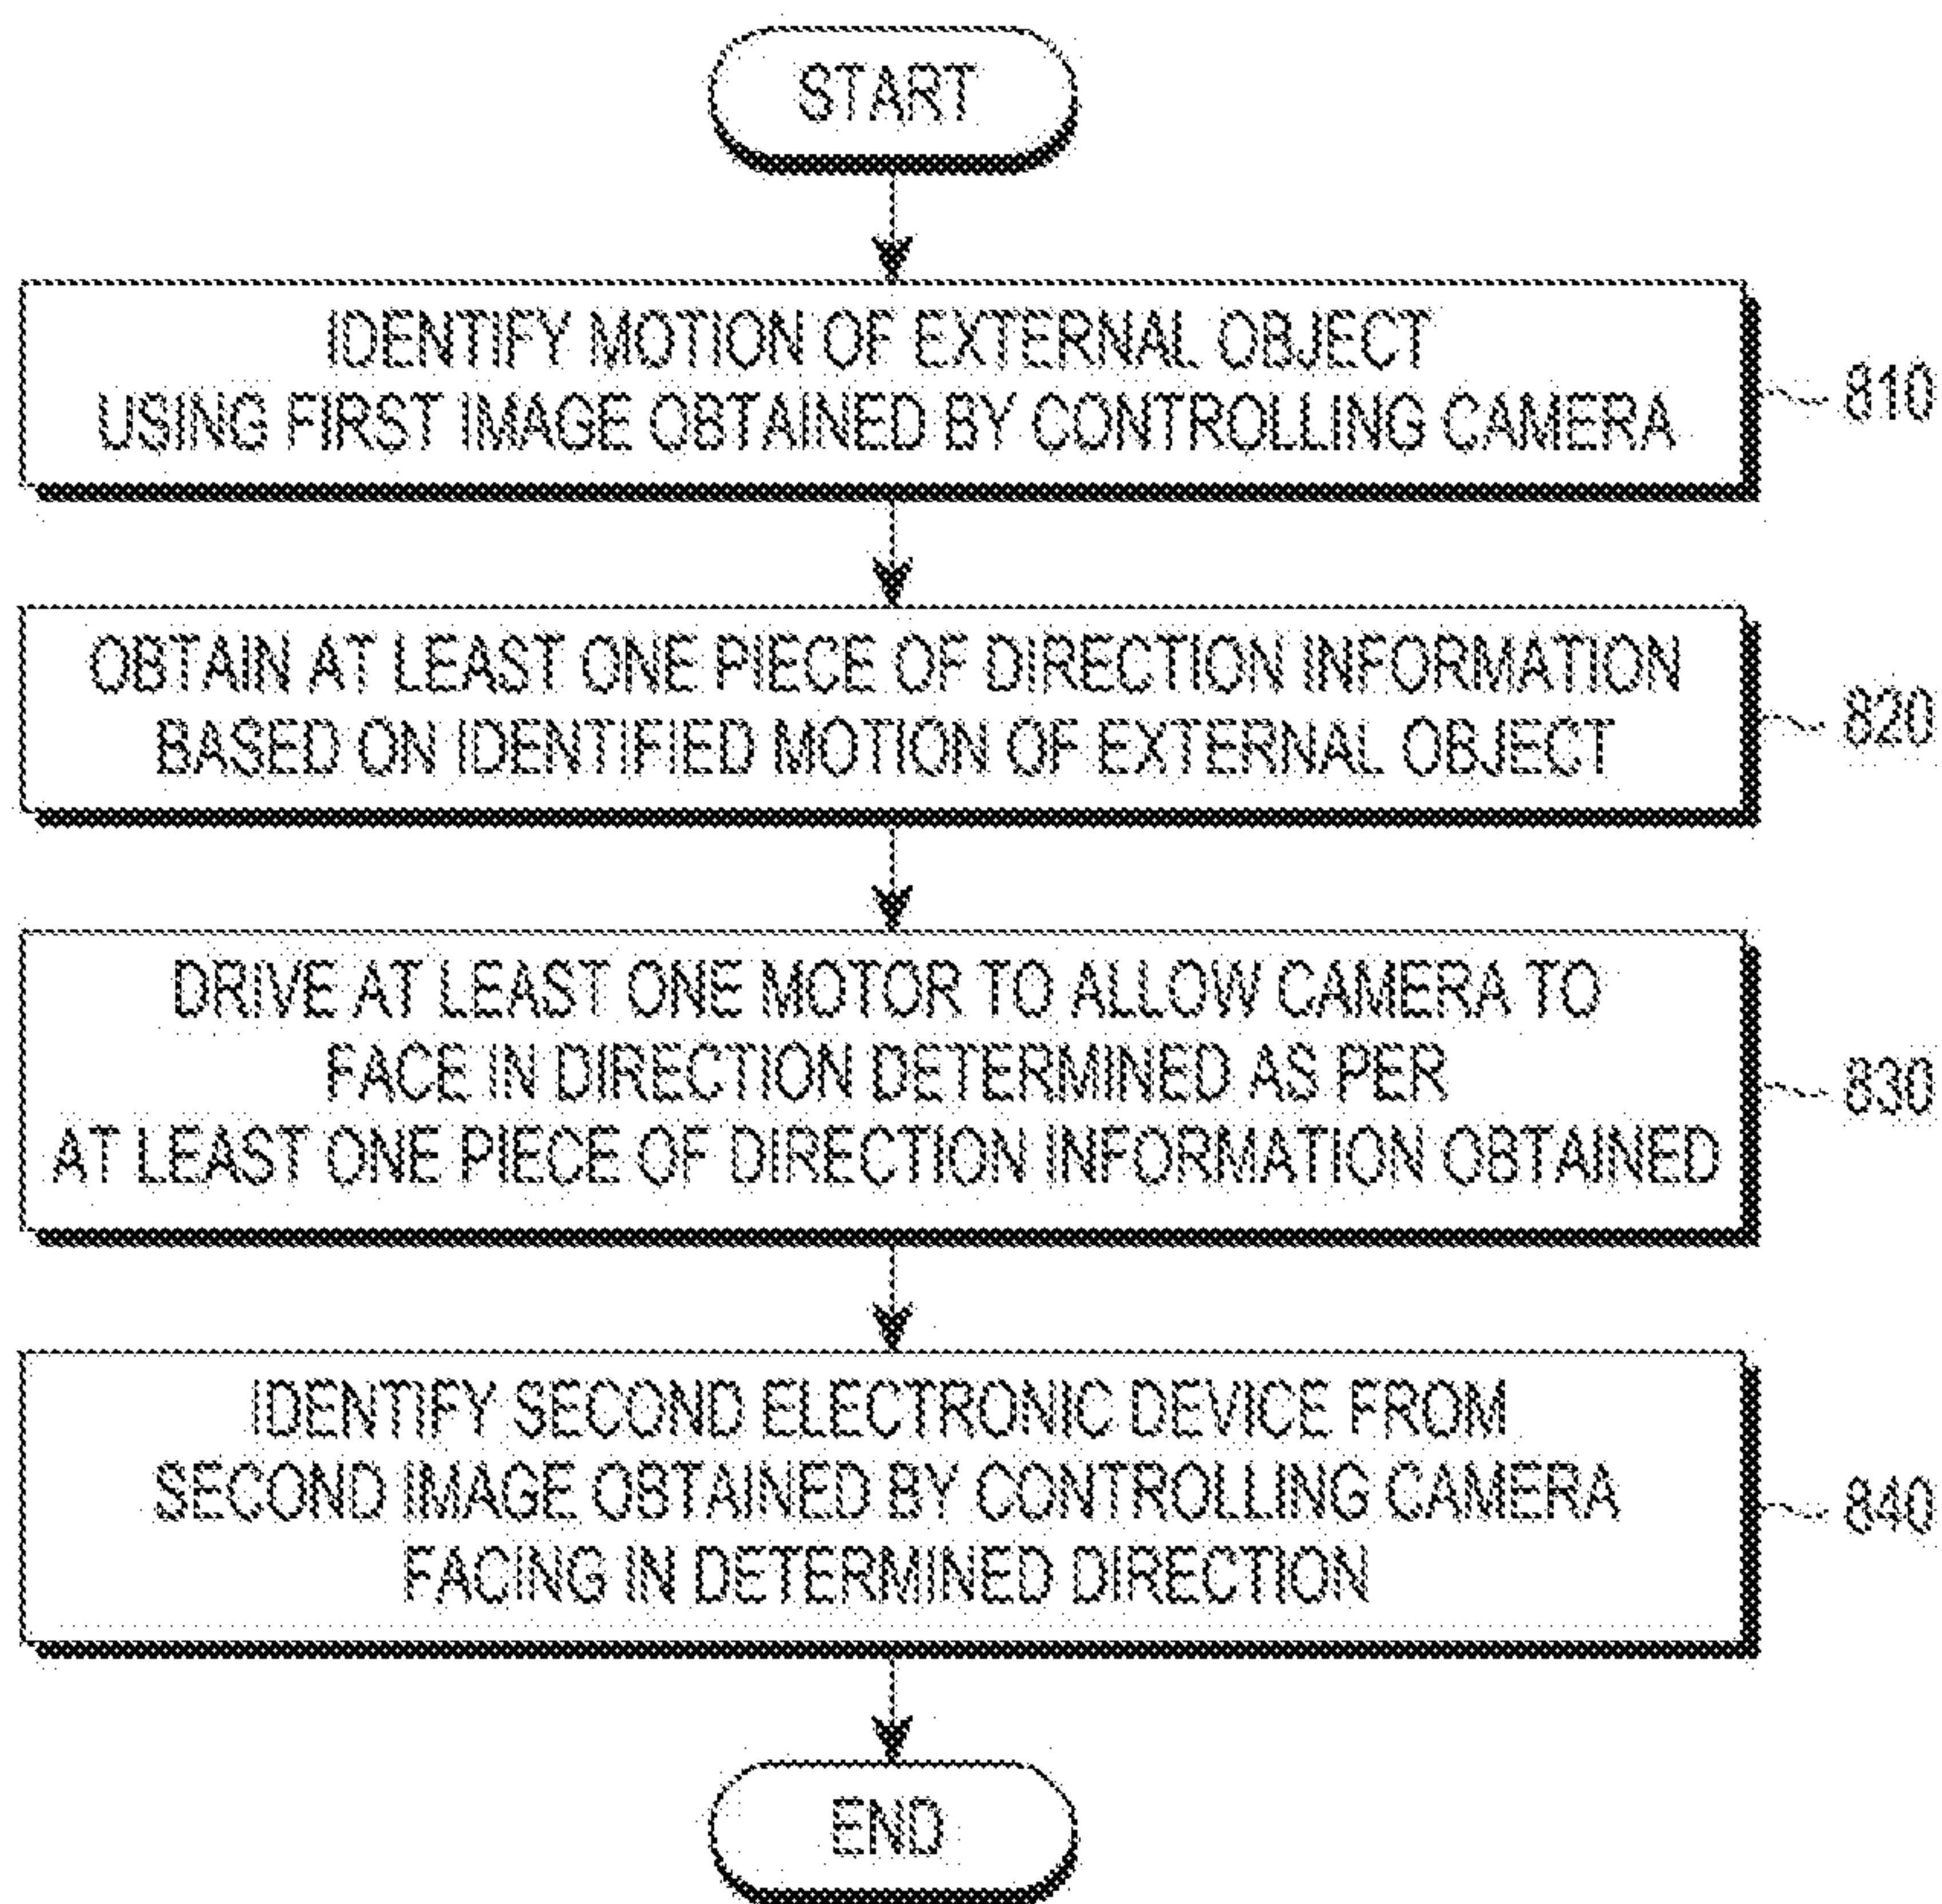 START
IDENTIFY MOTION OF EXTERNAL OBJECT
USING FIRST IMAGE OBTAINED BY CONTROLLING CAMERA
810
OBTAIN AT LEAST ONE PIECE OF DIRECTION INFORMATION
BASED ON IDENTIFIED MOTION OF EXTERNAL OBJECT
820
DRIVE AT LEAST ONE MOTOR TO ALLOW CAMERA TO
FACE IN DIRECTION DETERMINED AS PER
AT LEAST ONE PIECE OF DIRECTION INFORMATION OBTAINED
830
IDENTIFY SECOND ELECTRONIC DEVICE FROM
SECOND IMAGE OBTAINED BY CONTROLLING CAMERA
FACING IN DETERMINED DIRECTION
840
END